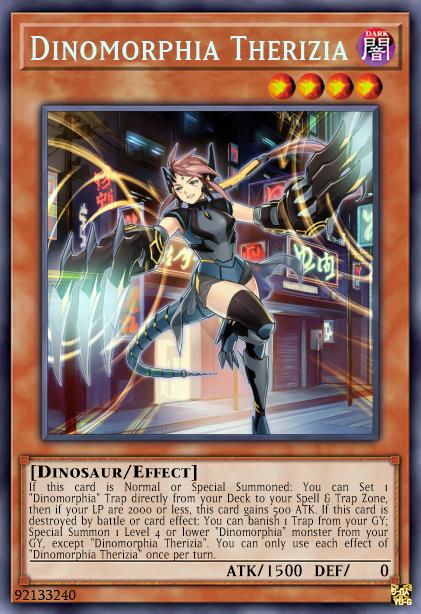 DINOMORPHIA THERIZIA
DARK
闇
[DINOSAUR/EFFECT]
If this card is Normal or Special Summoned: You can Set 1
"Dinomorphia" Trap directly from your Deck to your Spell & Trap Zone,
then if your LP are 2000 or less, this card gains 500 ATK. If this card is
destroyed by battle or card effect: You can banish 1 Trap from your GY;
Special Summon 1 Level 4 or lower "Dinomorphia" monster from your
GY, except "Dinomorphia Therizia". You can only use each effect of
"Dinomorphia Therizia" once per turn.
ATK/1500 DEF/ 0
92133240